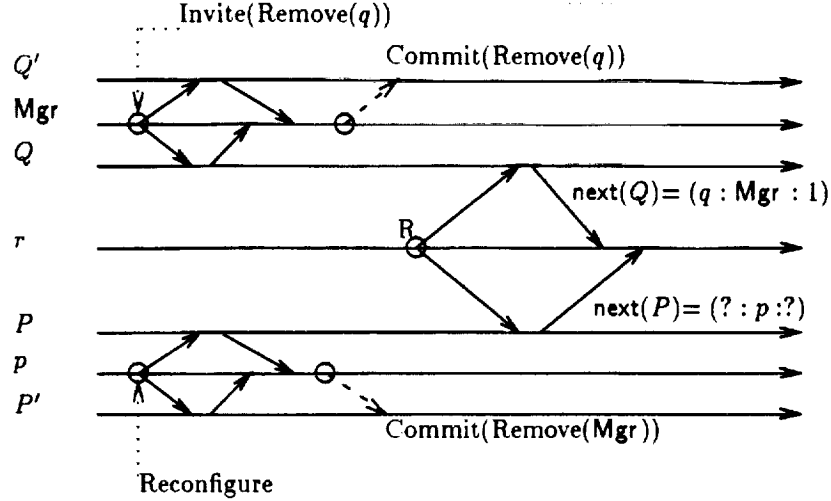 Invite(Remove(q))
Commit(Remove(q))
Q′
Mgr
Q
next(Q)= (q : Mgr : 1)
R
r
next(P)= (? : p :?)
P
p
P′
Commit(Remove(Mgr))
Reconfigure